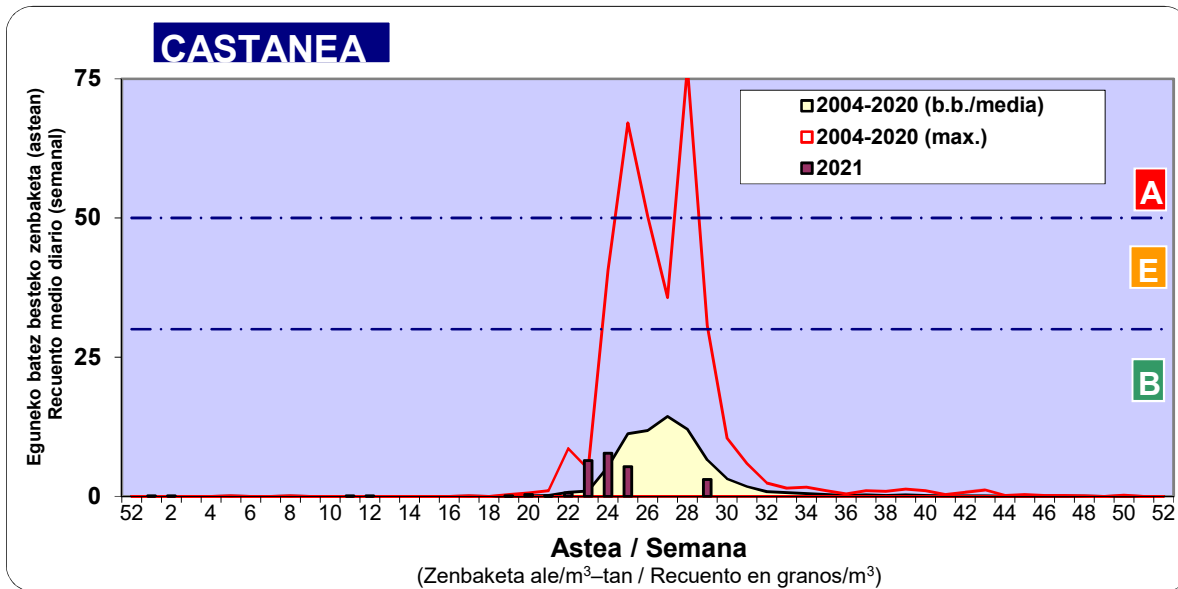 CASTANEA
Eguneko batez besteko zenbaketa (astean)
Recuento medio diario (semanal)
75
50
25
0
2004-2020 (b.b./media)
2004-2020 (max.)
2021
A
E
B
52 2 4 6 8 10 12 14 16 18 20 22 24 26 28 30 32 34 36 38 40 42 44 46 48 50 52
Astea / Semana
(Zenbaketa ale/m³–tan / Recuento en granos/m³)